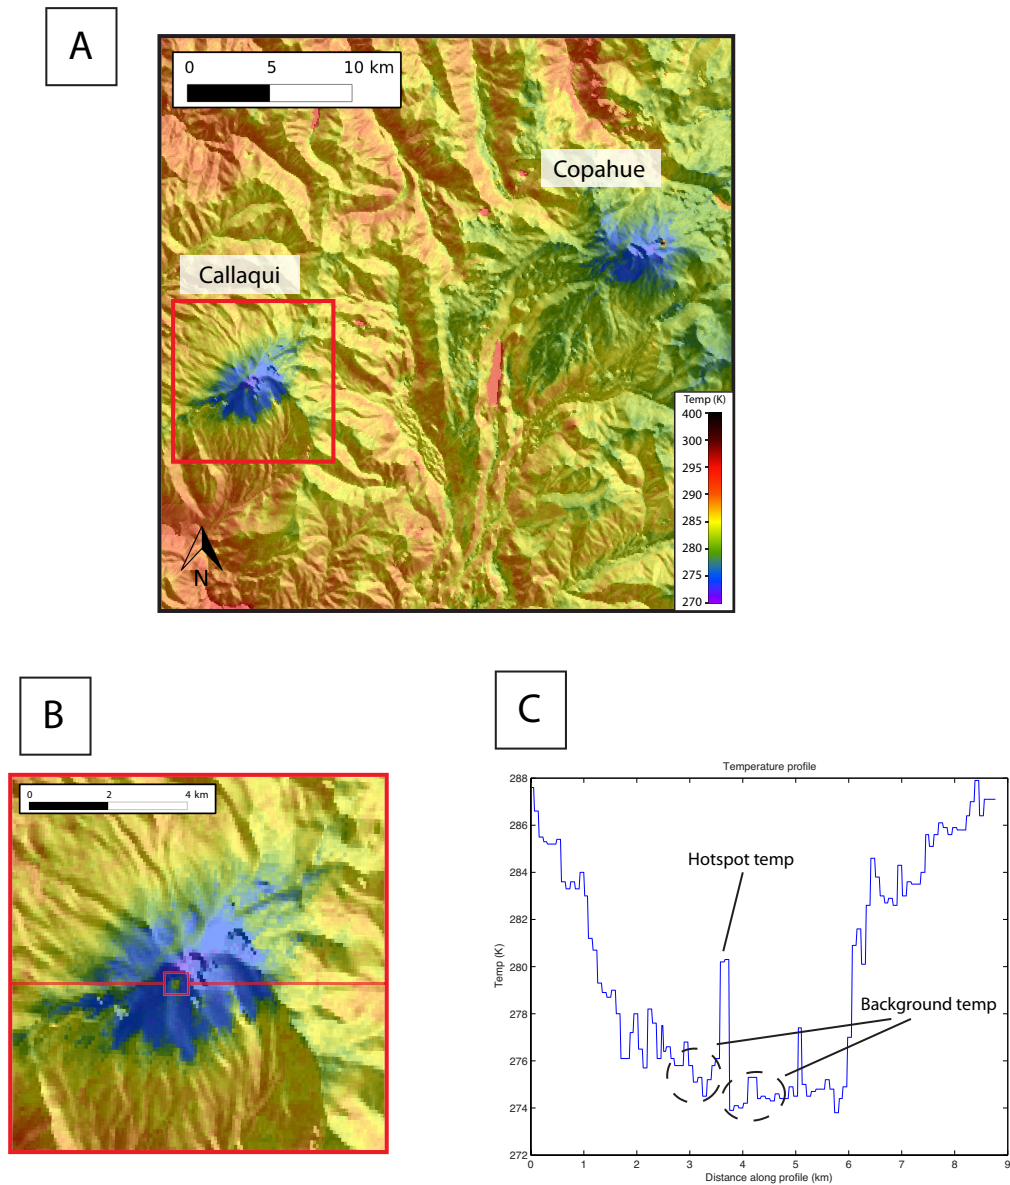 A
0 5 10 km
Copahue
Callaqui
Temp (K)
400
300
295
290
285
280
275
270
N
B
C
0 2 4 km
Temperature profile
288
286
284
282
280
278
276
274
272
Temp (K)
Hotspot temp
Background temp
0 1 2 3 4 5 6 7 8 9
Distance along profile (km)